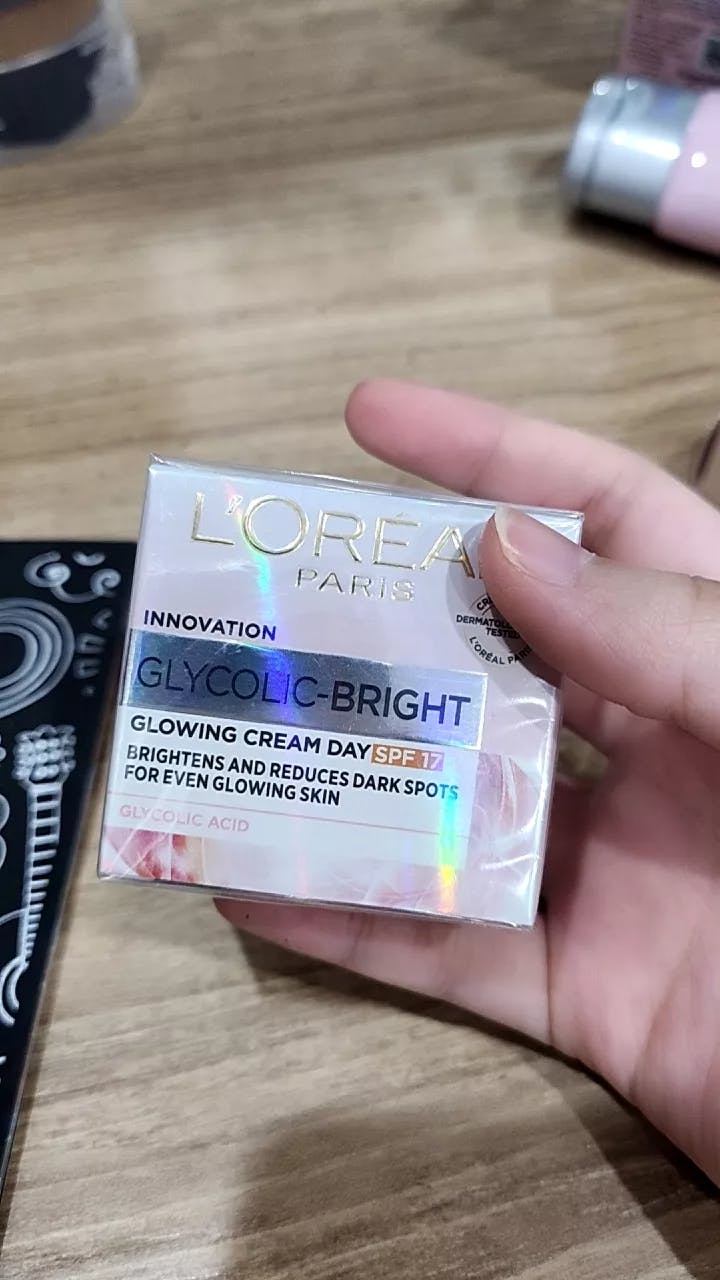 L'ORÉA
PARIS
DERMATOLO
TESTED
L'ORÉAL PARIS
INNOVATION
GLYCOLIC-BRIGHT
GLOWING CREAM DAY SPF 17
BRIGHTENS AND REDUCES DARK SPOTS
FOR EVEN GLOWING SKIN
GLYCOLIC ACID